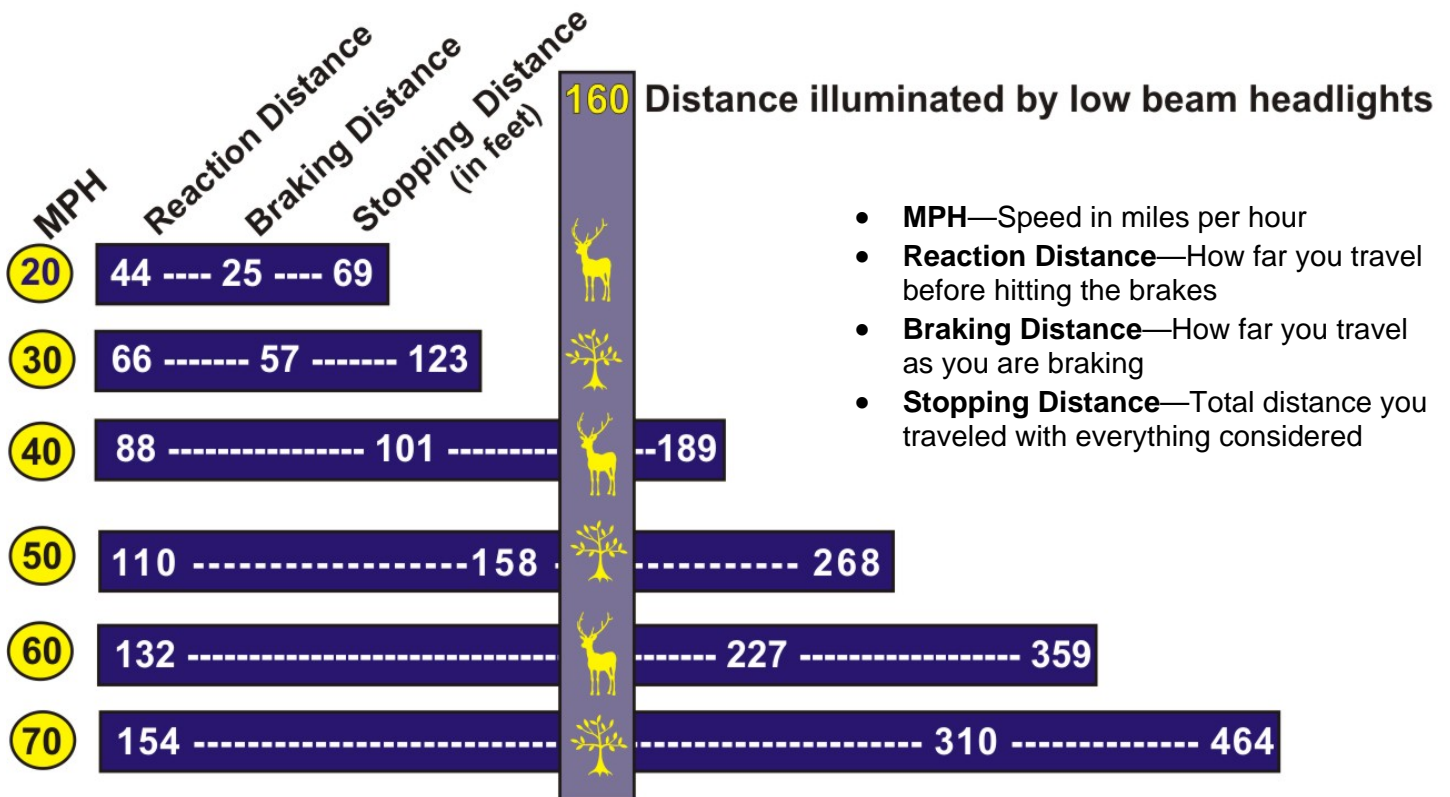 MPH
Reaction Distance
Braking Distance
Stopping Distance
(in feet)
160 Distance illuminated by low beam headlights
20 44 ---- 25 ---- 69
30 66 ------- 57 ------- 123
40 88 ---------------- 101 -----------189
50 110 ------------------158 ------------ 268
60 132 ------------------------------ 227 ------------------ 359
70 154 ------------------------------------------ 310 ------------- 464
• MPH—Speed in miles per hour
• Reaction Distance—How far you travel
before hitting the brakes
• Braking Distance—How far you travel
as you are braking
• Stopping Distance—Total distance you
traveled with everything considered